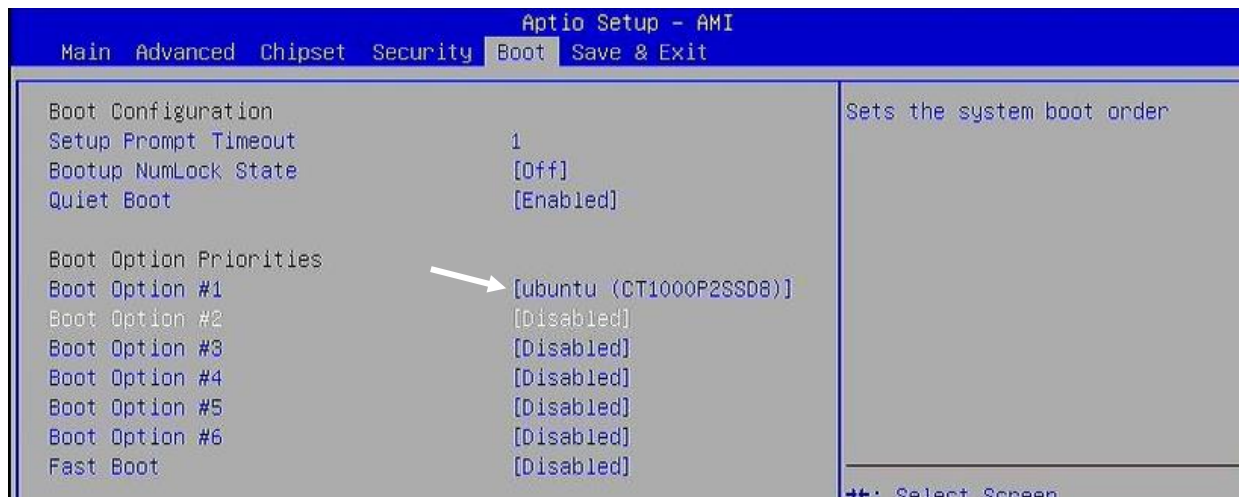 Aptio Setup – AMI
Main Advanced Chipset Security Boot Save & Exit
Boot Configuration
Setup Prompt Timeout 1
Bootup NumLock State [Off]
Quiet Boot [Enabled]
Boot Option Priorities
Boot Option #1 [ubuntu (CT1000P2SSD8)]
Boot Option #2 [Disabled]
Boot Option #3 [Disabled]
Boot Option #4 [Disabled]
Boot Option #5 [Disabled]
Boot Option #6 [Disabled]
Fast Boot [Disabled]
Sets the system boot order
→←: Select Screen